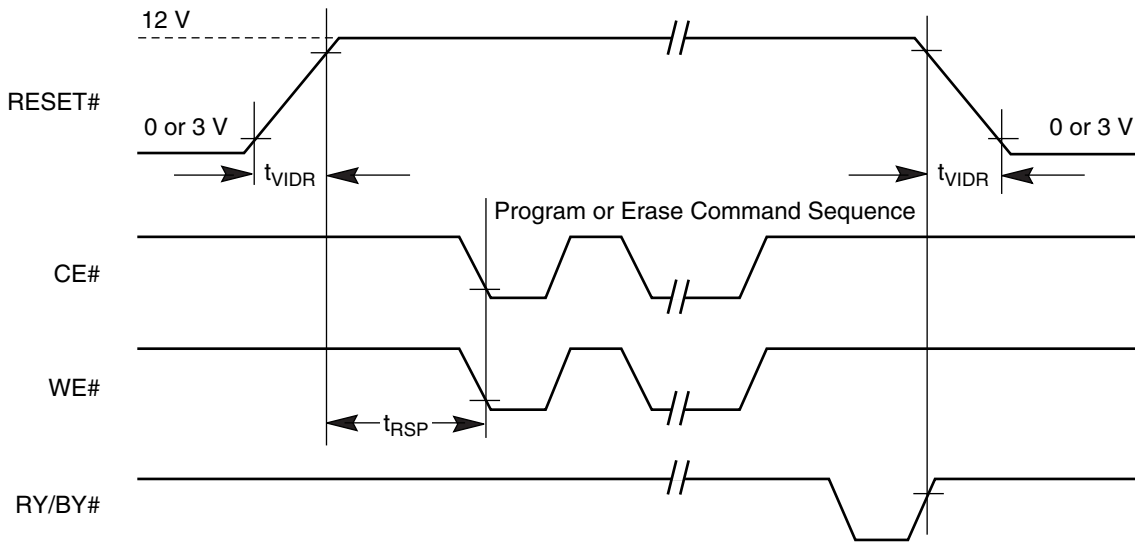 12 V
RESET#
0 or 3 V
0 or 3 V
tVIDR
tVIDR
Program or Erase Command Sequence
CE#
WE#
tRSP
RY/BY#